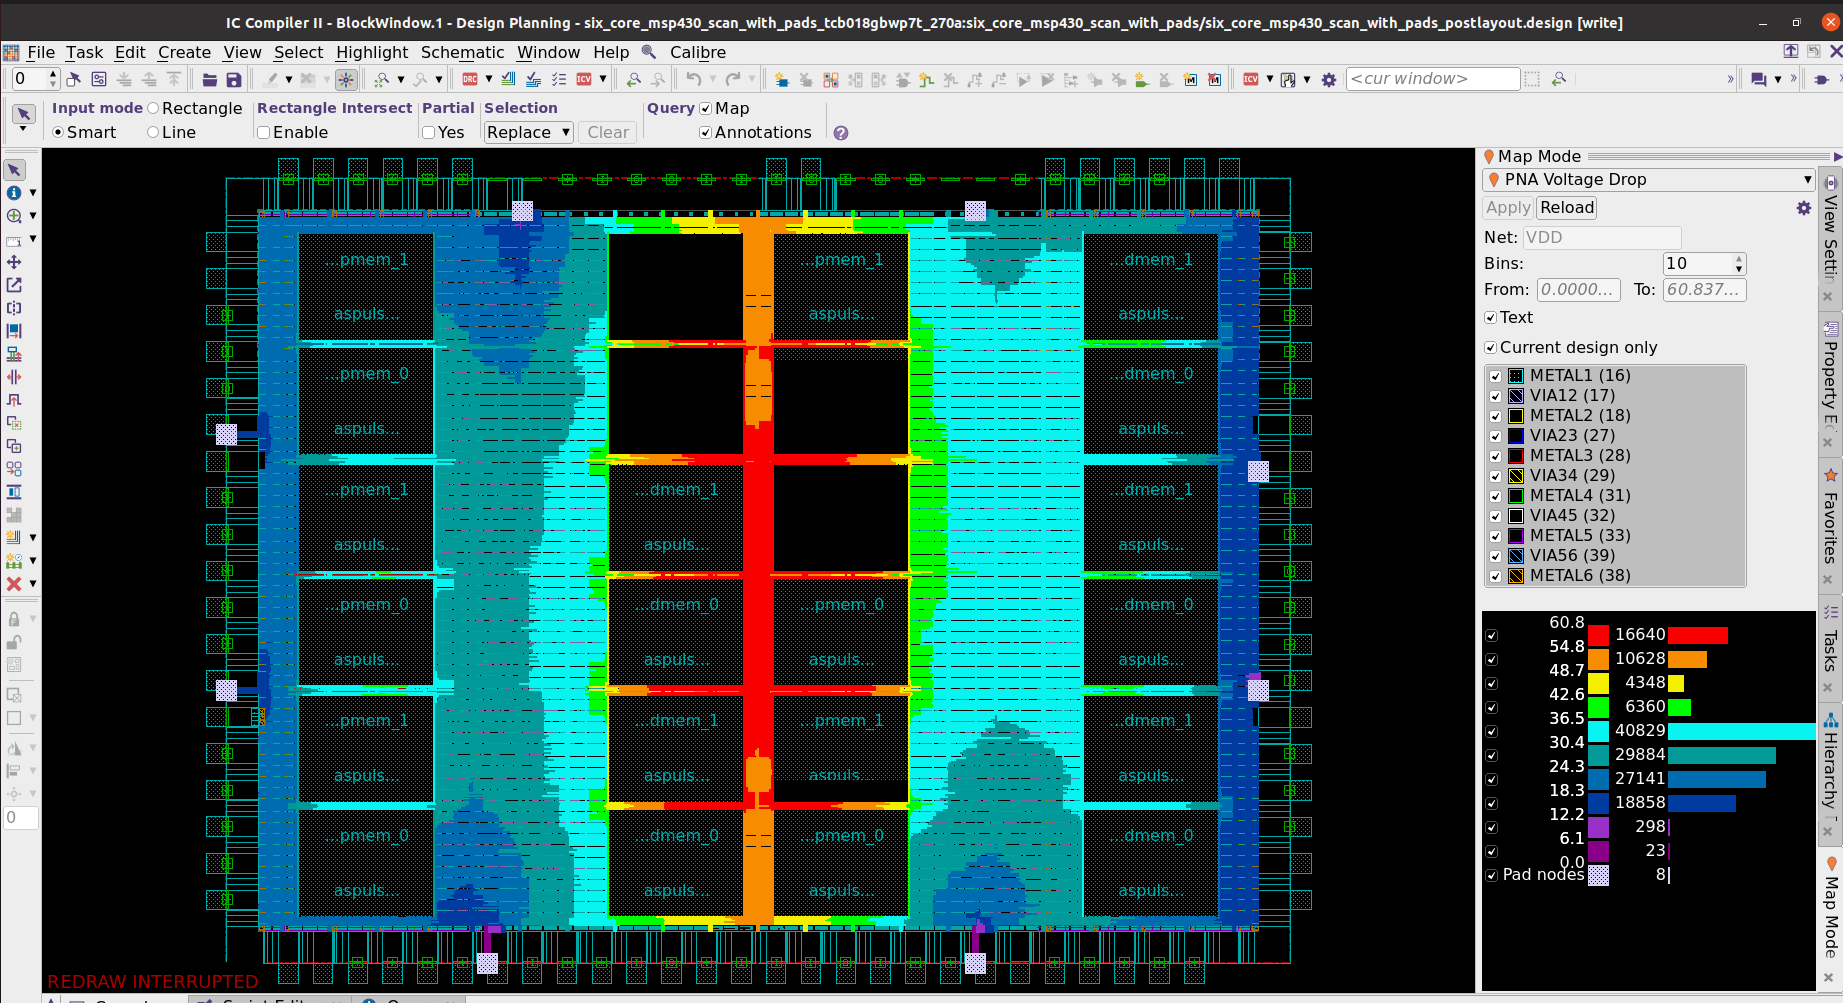 IC Compiler II - BlockWindow.1 - Design Planning - six_core_msp430_scan_with_pads_tcb018gbwp7t_270a:six_core_msp430_scan_with_pads/six_core_msp430_scan_with_pads_postlayout.design [write]
File Task Edit Create View Select Highlight Schematic Window Help Calibre
0 DRC ICV ICV <cur window> » » »
Input mode Rectangle Rectangle Intersect Partial Selection Query Map
Smart Line Enable Yes Replace Clear Annotations
...pmem_1 ...pmem_1 ...dmem_1
aspuls... aspuls... aspuls...
...pmem_0 ...dmem_0
aspuls... aspuls...
...pmem_1 ...dmem_1 ...dmem_1
aspuls... aspuls... aspuls...
...pmem_0 ...dmem_0 ...pmem_0 ...dmem_0
aspuls... aspuls... aspuls... aspuls...
...pmem_1 ...dmem_1 ...pmem_1 ...dmem_1
aspuls... aspuls... aspuls... aspuls...
...pmem_0 ...dmem_0 ...pmem_0 ...dmem_0
aspuls... aspuls... aspuls... aspuls...
REDRAW INTERRUPTED
0
Map Mode
PNA Voltage Drop
Apply Reload
Net: VDD
Bins: 10
From: 0.0000... To: 60.837...
Text
Current design only
METAL1 (16)
VIA12 (17)
METAL2 (18)
VIA23 (27)
METAL3 (28)
VIA34 (29)
METAL4 (31)
VIA45 (32)
METAL5 (33)
VIA56 (39)
METAL6 (38)
60.8
16640
54.8
10628
48.7
4348
42.6
6360
36.5
40829
30.4
29884
24.3
27141
18.3
18858
12.2
298
6.1
23
0.0
Pad nodes 8
View Settin
Property E
Favorites
Tasks
Hierarchy
Map Mode